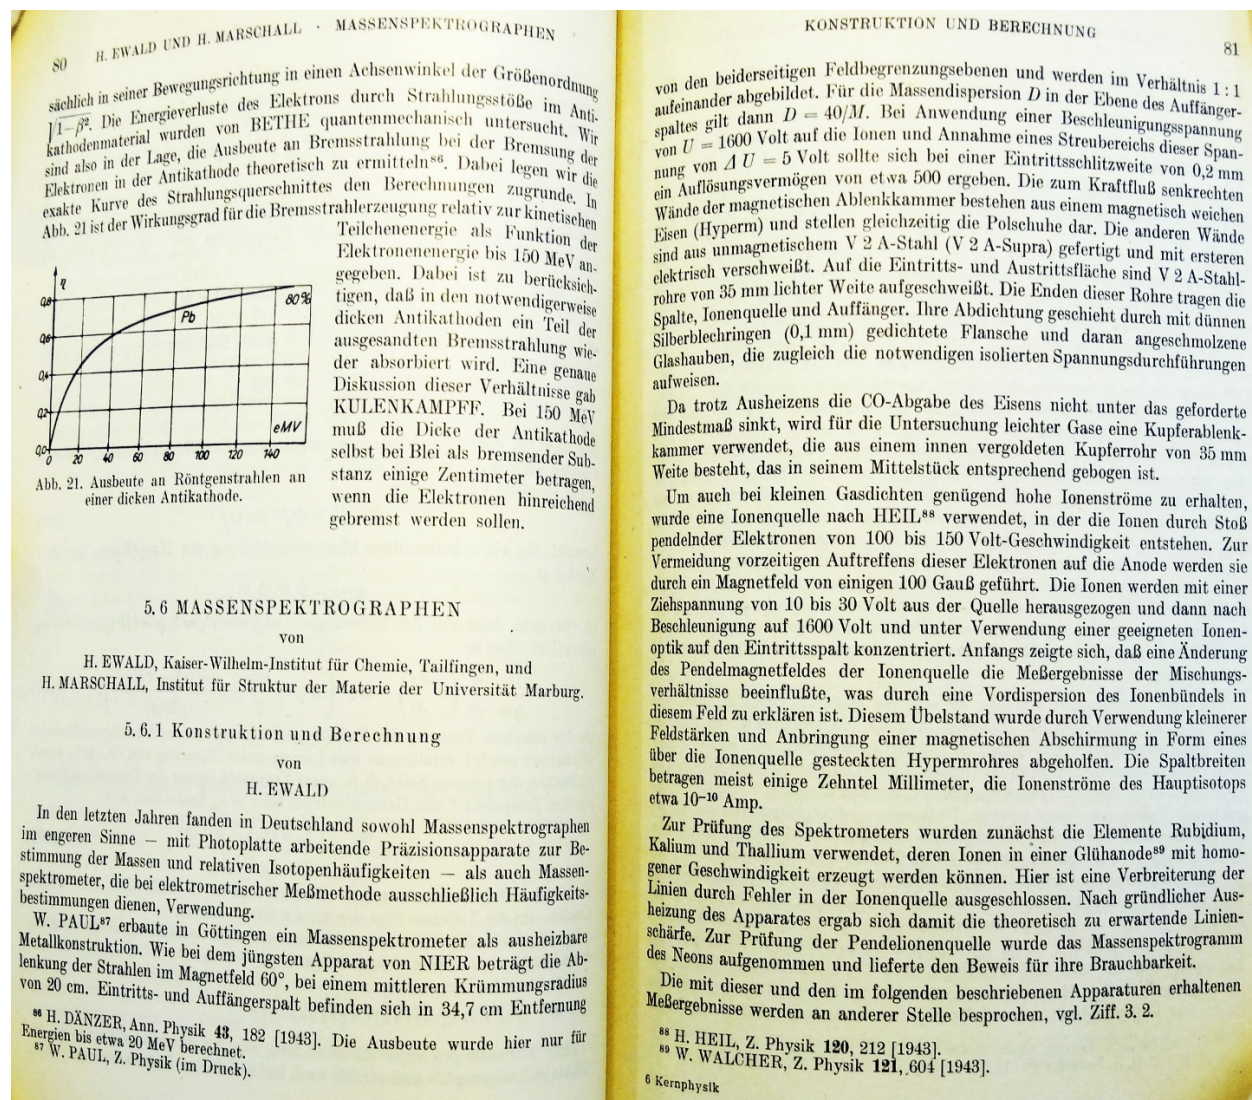 80 H. EWALD UND H. MARSCHALL · MASSENSPEKTROGRAPHEN
sächlich in seiner Bewegungsrichtung in einen Achsenwinkel der Größenordnung
√1−β². Die Energieverluste des Elektrons durch Strahlungsstöße im Anti-
kathodenmaterial wurden von BETHE quantenmechanisch untersucht. Wir
sind also in der Lage, die Ausbeute an Bremsstrahlung bei der Bremsung der
Elektronen in der Antikathode theoretisch zu ermitteln⁸⁶. Dabei legen wir die
exakte Kurve des Strahlungsquerschnittes den Berechnungen zugrunde. In
Abb. 21 ist der Wirkungsgrad für die Bremsstrahlerzeugung relativ zur kinetischen
Teilchenenergie als Funktion der
Elektronenenergie bis 150 MeV an-
gegeben. Dabei ist zu berücksich-
tigen, daß in den notwendigerweise
dicken Antikathoden ein Teil der
ausgesandten Bremsstrahlung wie-
der absorbiert wird. Eine genaue
Diskussion dieser Verhältnisse gab
KULENKAMPFF. Bei 150 MeV
muß die Dicke der Antikathode
selbst bei Blei als bremsender Sub-
stanz einige Zentimeter betragen,
wenn die Elektronen hinreichend
gebremst werden sollen.
η
0,8
0,6
0,4
0,2
0,0
Pb
80%
eMV
0 20 40 60 80 100 120 140
Abb. 21. Ausbeute an Röntgenstrahlen an
einer dicken Antikathode.
5. 6 MASSENSPEKTROGRAPHEN
von
H. EWALD, Kaiser-Wilhelm-Institut für Chemie, Tailfingen, und
H. MARSCHALL, Institut für Struktur der Materie der Universität Marburg.
5. 6. 1 Konstruktion und Berechnung
von
H. EWALD
In den letzten Jahren fanden in Deutschland sowohl Massenspektrographen
im engeren Sinne — mit Photoplatte arbeitende Präzisionsapparate zur Be-
stimmung der Massen und relativen Isotopenhäufigkeiten — als auch Massen-
spektrometer, die bei elektrometrischer Meßmethode ausschließlich Häufigkeits-
bestimmungen dienen, Verwendung.
W. PAUL⁸⁷ erbaute in Göttingen ein Massenspektrometer als ausheizbare
Metallkonstruktion. Wie bei dem jüngsten Apparat von NIER beträgt die Ab-
lenkung der Strahlen im Magnetfeld 60°, bei einem mittleren Krümmungsradius
von 20 cm. Eintritts- und Auffängerspalt befinden sich in 34,7 cm Entfernung
⁸⁶ H. DÄNZER, Ann. Physik 43, 182 [1943]. Die Ausbeute wurde hier nur für
Energien bis etwa 20 MeV berechnet.
⁸⁷ W. PAUL, Z. Physik (im Druck).
KONSTRUKTION UND BERECHNUNG 81
von den beiderseitigen Feldbegrenzungsebenen und werden im Verhältnis 1 : 1
aufeinander abgebildet. Für die Massendispersion D in der Ebene des Auffänger-
spaltes gilt dann D = 40/M. Bei Anwendung einer Beschleunigungsspannung
von U = 1600 Volt auf die Ionen und Annahme eines Streubereichs dieser Span-
nung von Δ U = 5 Volt sollte sich bei einer Eintrittsschlitzweite von 0,2 mm
ein Auflösungsvermögen von etwa 500 ergeben. Die zum Kraftfluß senkrechten
Wände der magnetischen Ablenkkammer bestehen aus einem magnetisch weichen
Eisen (Hyperm) und stellen gleichzeitig die Polschuhe dar. Die anderen Wände
sind aus unmagnetischem V 2 A-Stahl (V 2 A-Supra) gefertigt und mit ersteren
elektrisch verschweißt. Auf die Eintritts- und Austrittsfläche sind V 2 A-Stahl-
rohre von 35 mm lichter Weite aufgeschweißt. Die Enden dieser Rohre tragen die
Spalte, Ionenquelle und Auffänger. Ihre Abdichtung geschieht durch mit dünnen
Silberblechringen (0,1 mm) gedichtete Flansche und daran angeschmolzene
Glashauben, die zugleich die notwendigen isolierten Spannungsdurchführungen
aufweisen.
Da trotz Ausheizens die CO-Abgabe des Eisens nicht unter das geforderte
Mindestmaß sinkt, wird für die Untersuchung leichter Gase eine Kupferablenk-
kammer verwendet, die aus einem innen vergoldeten Kupferrohr von 35 mm
Weite besteht, das in seinem Mittelstück entsprechend gebogen ist.
Um auch bei kleinen Gasdichten genügend hohe Ionenströme zu erhalten,
wurde eine Ionenquelle nach HEIL⁸⁸ verwendet, in der die Ionen durch Stoß
pendelnder Elektronen von 100 bis 150 Volt-Geschwindigkeit entstehen. Zur
Vermeidung vorzeitigen Auftreffens dieser Elektronen auf die Anode werden sie
durch ein Magnetfeld von einigen 100 Gauß geführt. Die Ionen werden mit einer
Ziehspannung von 10 bis 30 Volt aus der Quelle herausgezogen und dann nach
Beschleunigung auf 1600 Volt und unter Verwendung einer geeigneten Ionen-
optik auf den Eintrittsspalt konzentriert. Anfangs zeigte sich, daß eine Änderung
des Pendelmagnetfeldes der Ionenquelle die Meßergebnisse der Mischungs-
verhältnisse beeinflußte, was durch eine Vordispersion des Ionenbündels in
diesem Feld zu erklären ist. Diesem Übelstand wurde durch Verwendung kleinerer
Feldstärken und Anbringung einer magnetischen Abschirmung in Form eines
über die Ionenquelle gesteckten Hypermrohres abgeholfen. Die Spaltbreiten
betragen meist einige Zehntel Millimeter, die Ionenströme des Hauptisotops
etwa 10⁻¹⁰ Amp.
Zur Prüfung des Spektrometers wurden zunächst die Elemente Rubidium,
Kalium und Thallium verwendet, deren Ionen in einer Glühanode⁸⁹ mit homo-
gener Geschwindigkeit erzeugt werden können. Hier ist eine Verbreiterung der
Linien durch Fehler in der Ionenquelle ausgeschlossen. Nach gründlicher Aus-
heizung des Apparates ergab sich damit die theoretisch zu erwartende Linien-
schärfe. Zur Prüfung der Pendelionenquelle wurde das Massenspektrogramm
des Neons aufgenommen und lieferte den Beweis für ihre Brauchbarkeit.
Die mit dieser und den im folgenden beschriebenen Apparaturen erhaltenen
Meßergebnisse werden an anderer Stelle besprochen, vgl. Ziff. 3. 2.
⁸⁸ H. HEIL, Z. Physik 120, 212 [1943].
⁸⁹ W. WALCHER, Z. Physik 121, 604 [1943].
6 Kernphysik